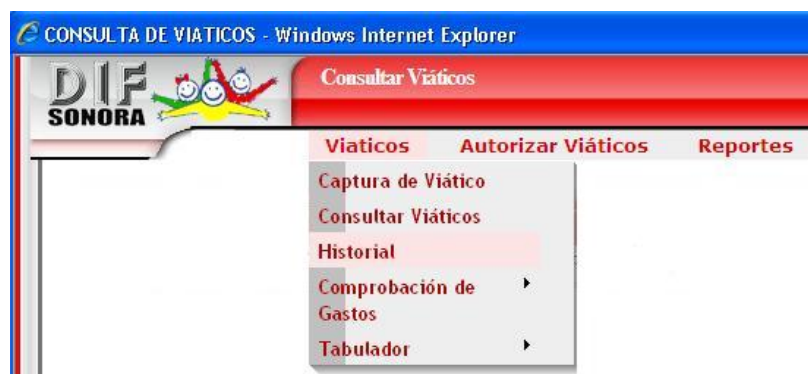 CONSULTA DE VIATICOS - Windows Internet Explorer
DIF
SONORA
Consultar Viáticos
Viaticos Autorizar Viáticos Reportes
Captura de Viático
Consultar Viáticos
Historial
Comprobación de
Gastos
Tabulador